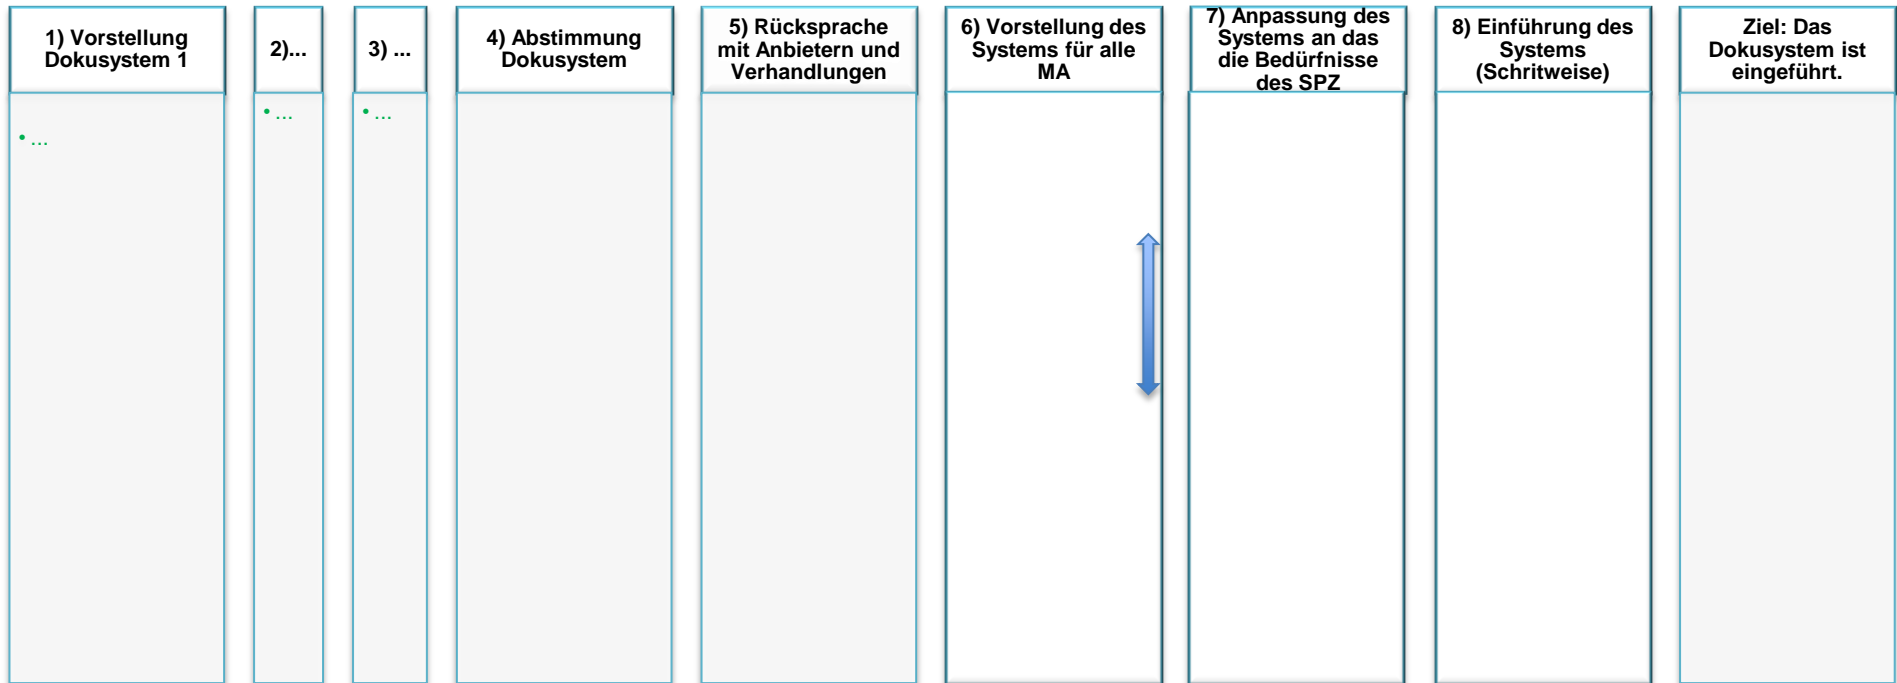 1) Vorstellung
Dokusystem 1
2)...
3) ...
4) Abstimmung
Dokusystem
5) Rücksprache
mit Anbietern und
Verhandlungen
6) Vorstellung des
Systems für alle
MA
7) Anpassung des
Systems an das
die Bedürfnisse
des SPZ
8) Einführung des
Systems
(Schritweise)
Ziel: Das
Dokusystem ist
eingeführt.
• ...
• ...
• ...